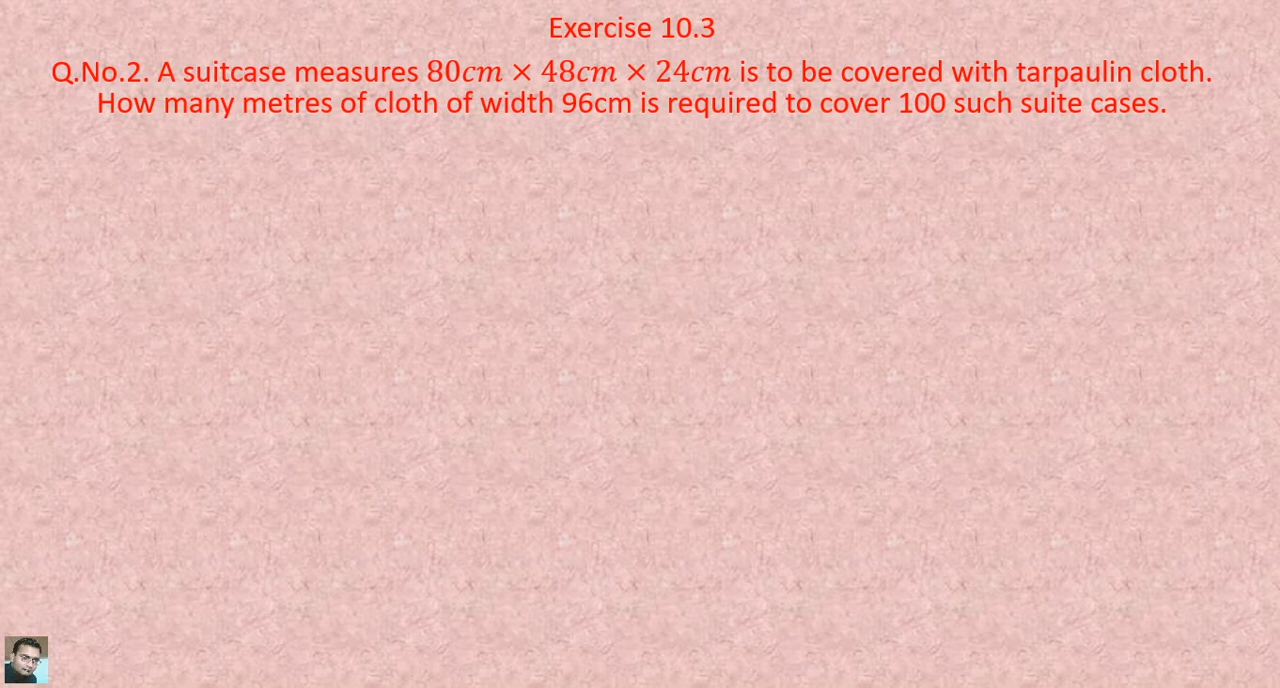 Exercise 10.3
Q.No.2. A suitcase measures 80cm × 48cm × 24cm is to be covered with tarpaulin cloth.
How many metres of cloth of width 96cm is required to cover 100 such suite cases.